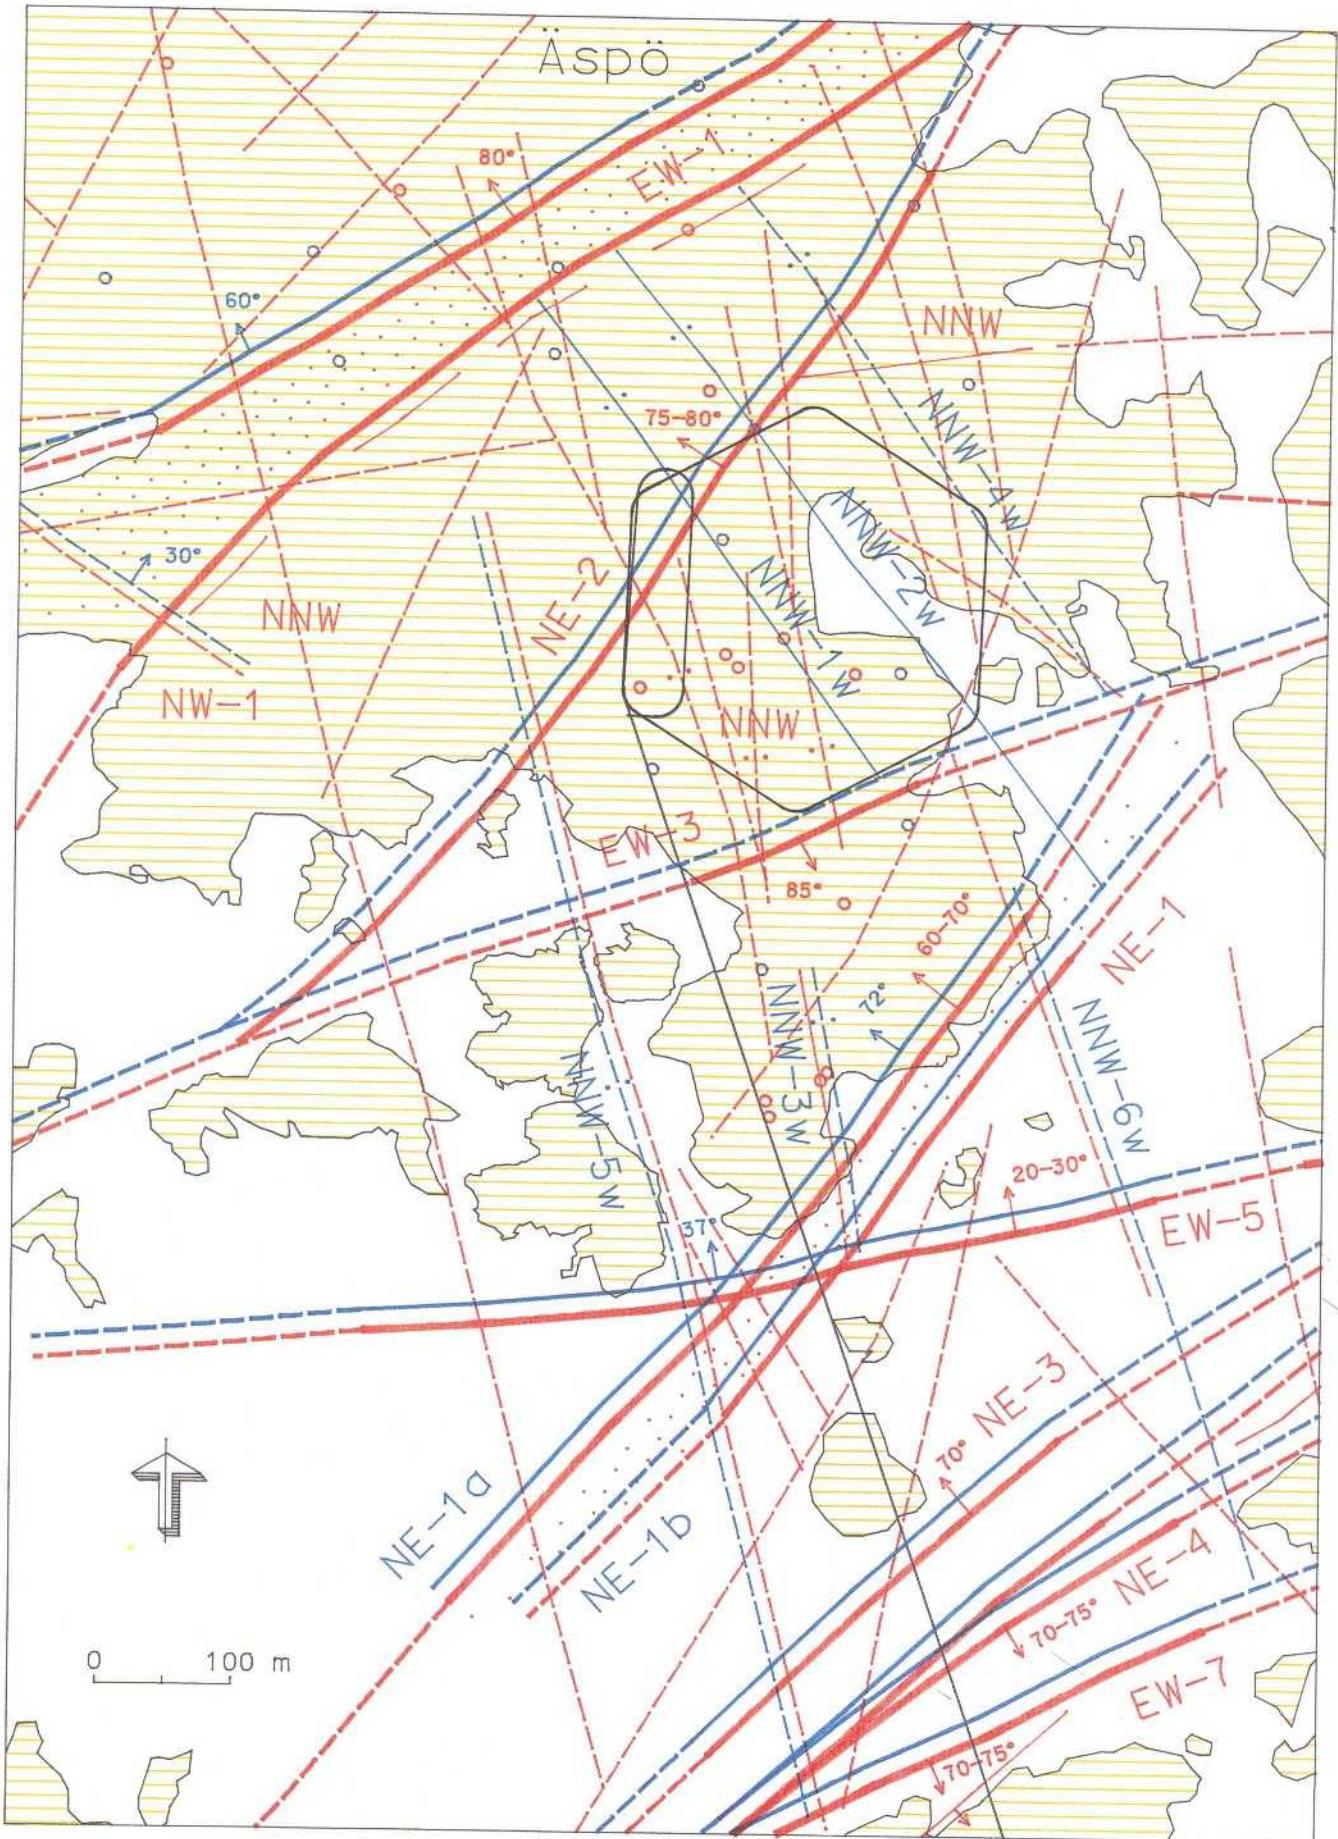 Äspö
80°
EW-1
60°
NNW
75-80°
NNW-4w
30°
NNW-2w
NNW
NE-2
NNW-1w
NW-1
NNW
EW-3
85°
60-70°
NE-1
72°
NNW-3w
NNW-6w
NNW-5w
20-30°
37°
EW-5
NE-3
70°
NE-1a
NE-1b
NE-4
70-75°
0 100 m
EW-7
70-75°